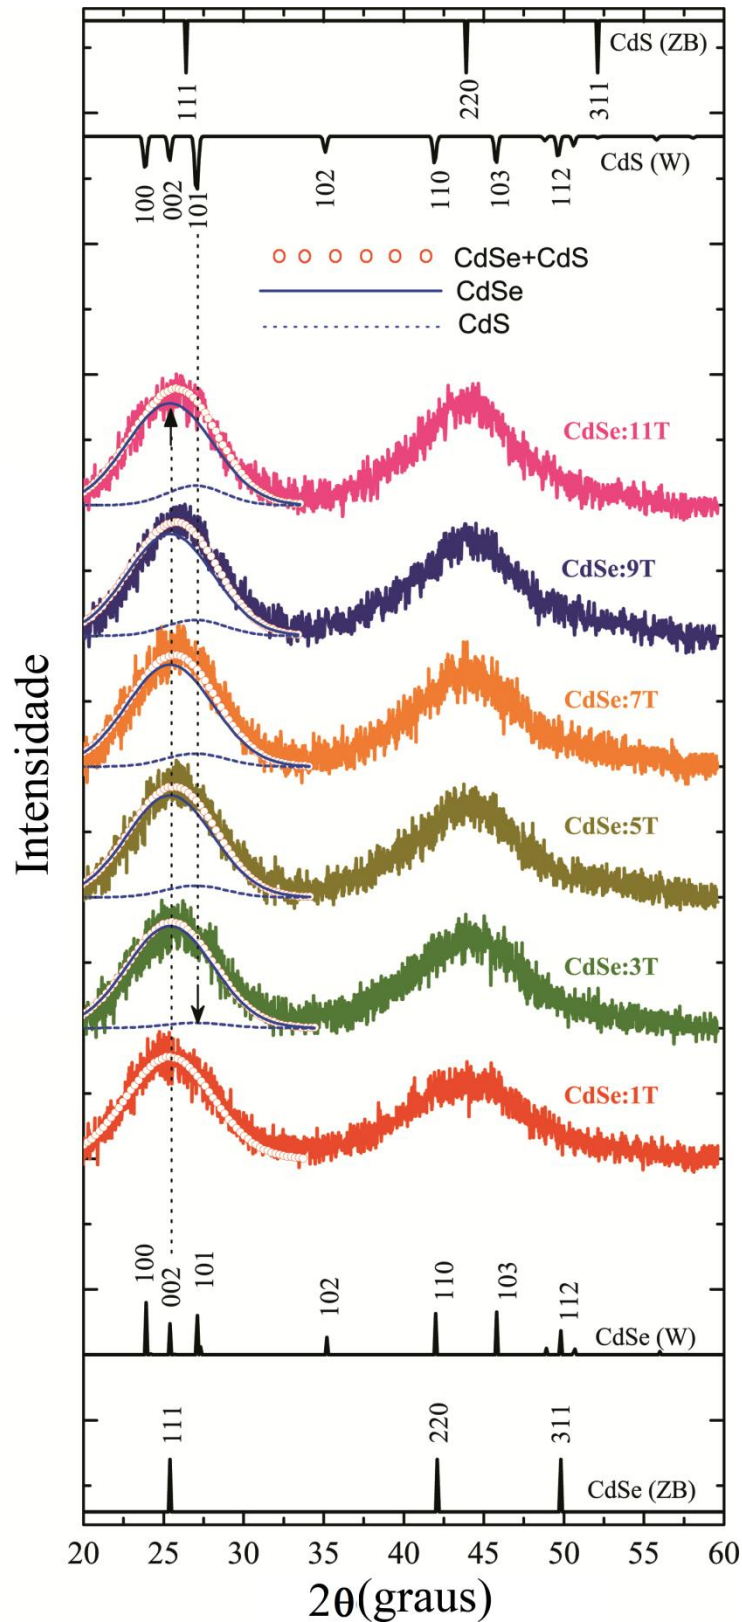 CdS (ZB)
111
220
311
CdS (W)
100
002
101
102
110
103
112
CdSe+CdS
CdSe
CdS
CdSe:11T
CdSe:9T
CdSe:7T
CdSe:5T
CdSe:3T
CdSe:1T
Intensidade
100
002
101
102
110
103
112
CdSe (W)
111
220
311
CdSe (ZB)
20 25 30 35 40 45 50 55 60
2θ(graus)